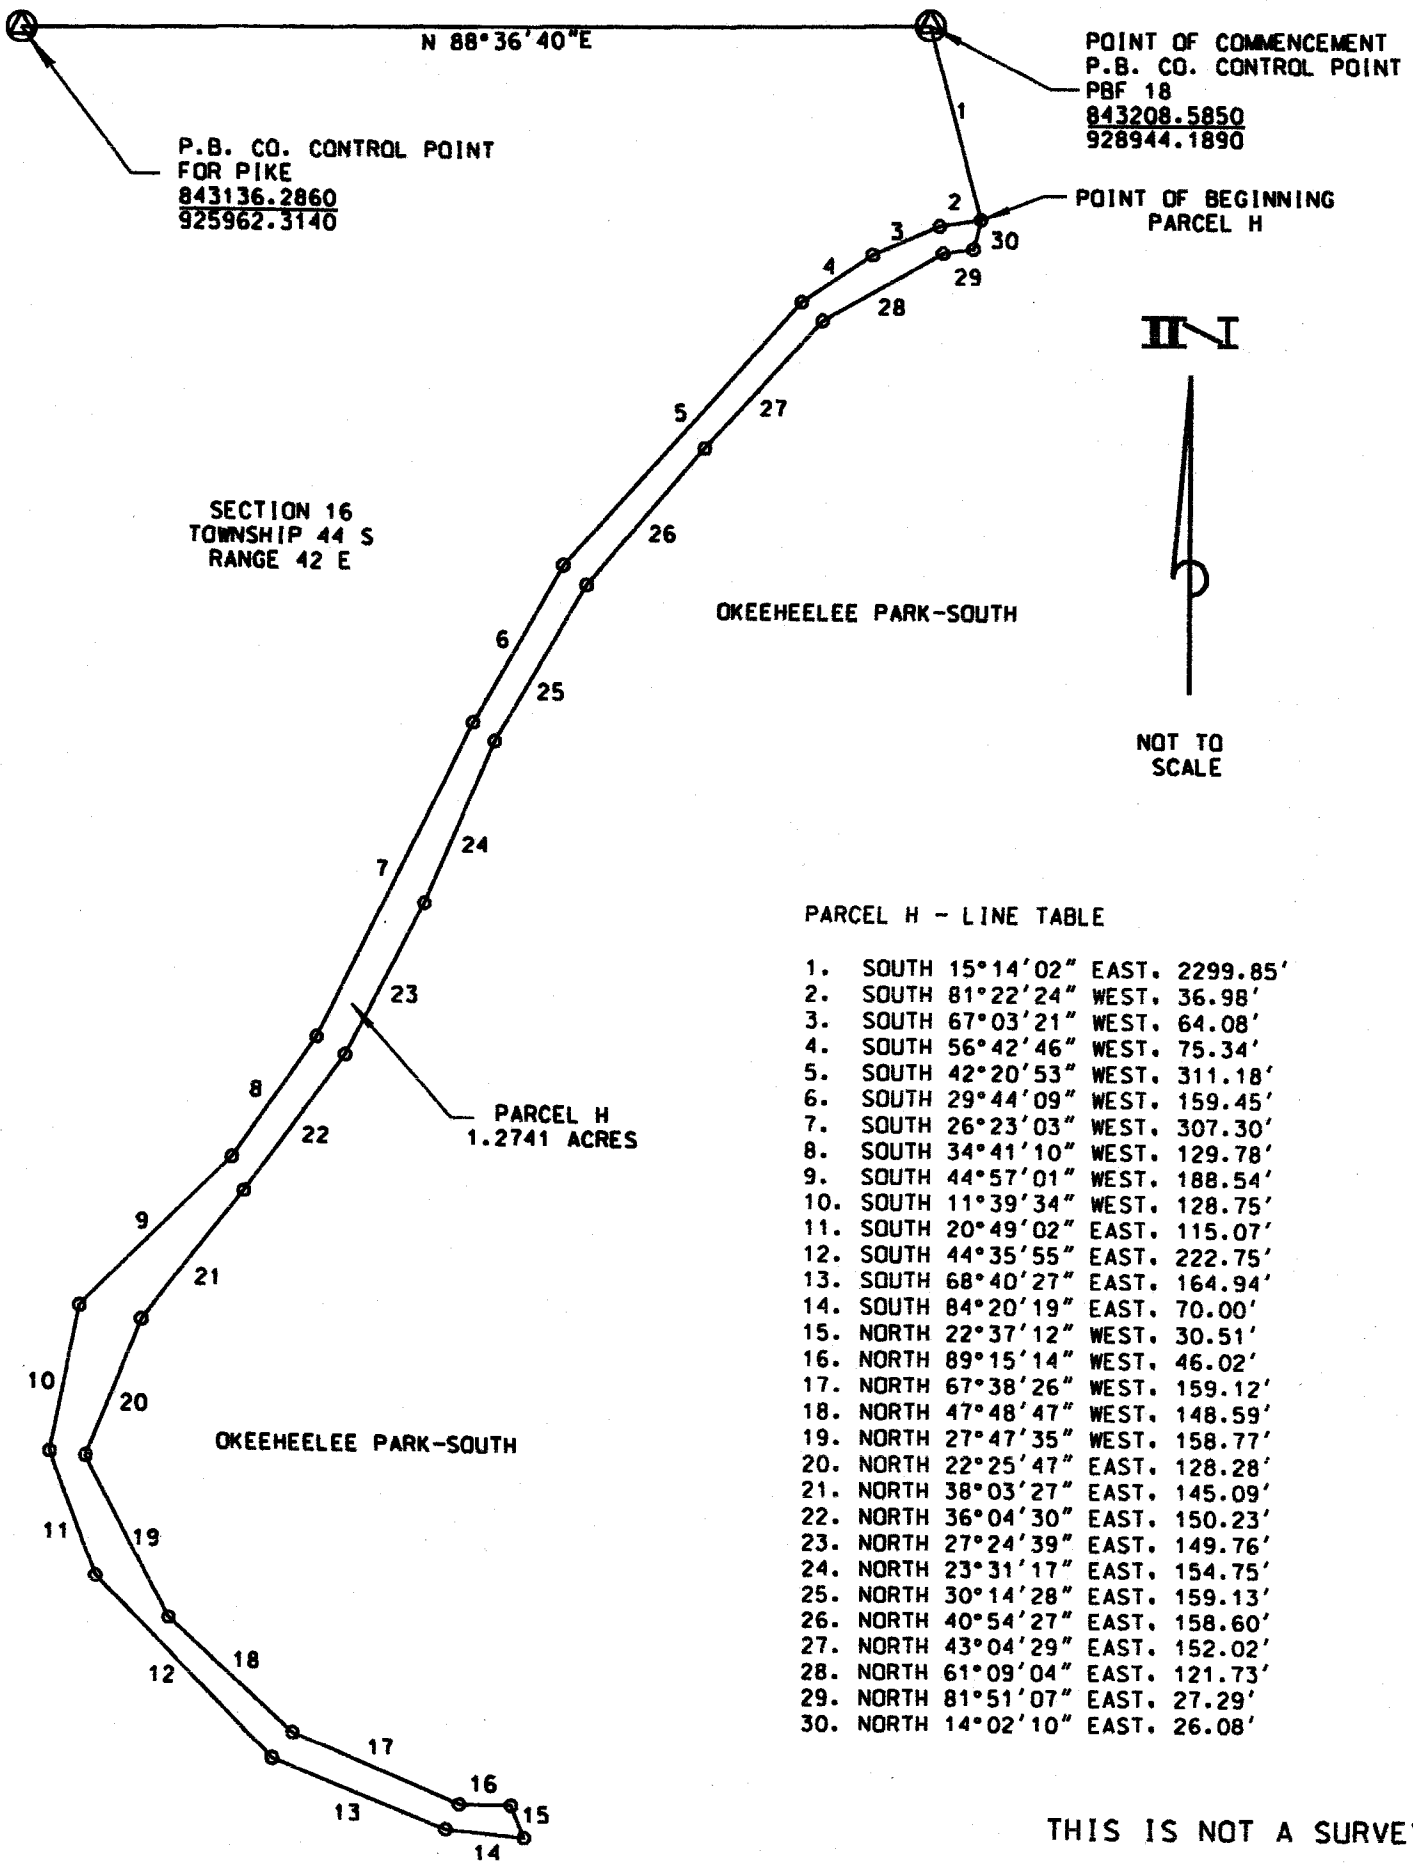 N 88°36'40"E
POINT OF COMMENCEMENT
P.B. CO. CONTROL POINT
PBF 18
843208.5850
928944.1890
P.B. CO. CONTROL POINT
FOR PIKE
843136.2860
925962.3140
1
2
3
4
POINT OF BEGINNING
PARCEL H
30
29
28
5
27
SECTION 16
TOWNSHIP 44 S
RANGE 42 E
26
OKEEHEELEE PARK-SOUTH
6
25
NOT TO
SCALE
7
24
23
8
22
PARCEL H
1.2741 ACRES
9
21
10
20
OKEEHEELEE PARK-SOUTH
11
19
12
18
17
16
15
13
14
PARCEL H - LINE TABLE
1. SOUTH 15°14'02" EAST, 2299.85'
2. SOUTH 81°22'24" WEST, 36.98'
3. SOUTH 67°03'21" WEST, 64.08'
4. SOUTH 56°42'46" WEST, 75.34'
5. SOUTH 42°20'53" WEST, 311.18'
6. SOUTH 29°44'09" WEST, 159.45'
7. SOUTH 26°23'03" WEST, 307.30'
8. SOUTH 34°41'10" WEST, 129.78'
9. SOUTH 44°57'01" WEST, 188.54'
10. SOUTH 11°39'34" WEST, 128.75'
11. SOUTH 20°49'02" EAST, 115.07'
12. SOUTH 44°35'55" EAST, 222.75'
13. SOUTH 68°40'27" EAST, 164.94'
14. SOUTH 84°20'19" EAST, 70.00'
15. NORTH 22°37'12" WEST, 30.51'
16. NORTH 89°15'14" WEST, 46.02'
17. NORTH 67°38'26" WEST, 159.12'
18. NORTH 47°48'47" WEST, 148.59'
19. NORTH 27°47'35" WEST, 158.77'
20. NORTH 22°25'47" EAST, 128.28'
21. NORTH 38°03'27" EAST, 145.09'
22. NORTH 36°04'30" EAST, 150.23'
23. NORTH 27°24'39" EAST, 149.76'
24. NORTH 23°31'17" EAST, 154.75'
25. NORTH 30°14'28" EAST, 159.13'
26. NORTH 40°54'27" EAST, 158.60'
27. NORTH 43°04'29" EAST, 152.02'
28. NORTH 61°09'04" EAST, 121.73'
29. NORTH 81°51'07" EAST, 27.29'
30. NORTH 14°02'10" EAST, 26.08'
THIS IS NOT A SURVE